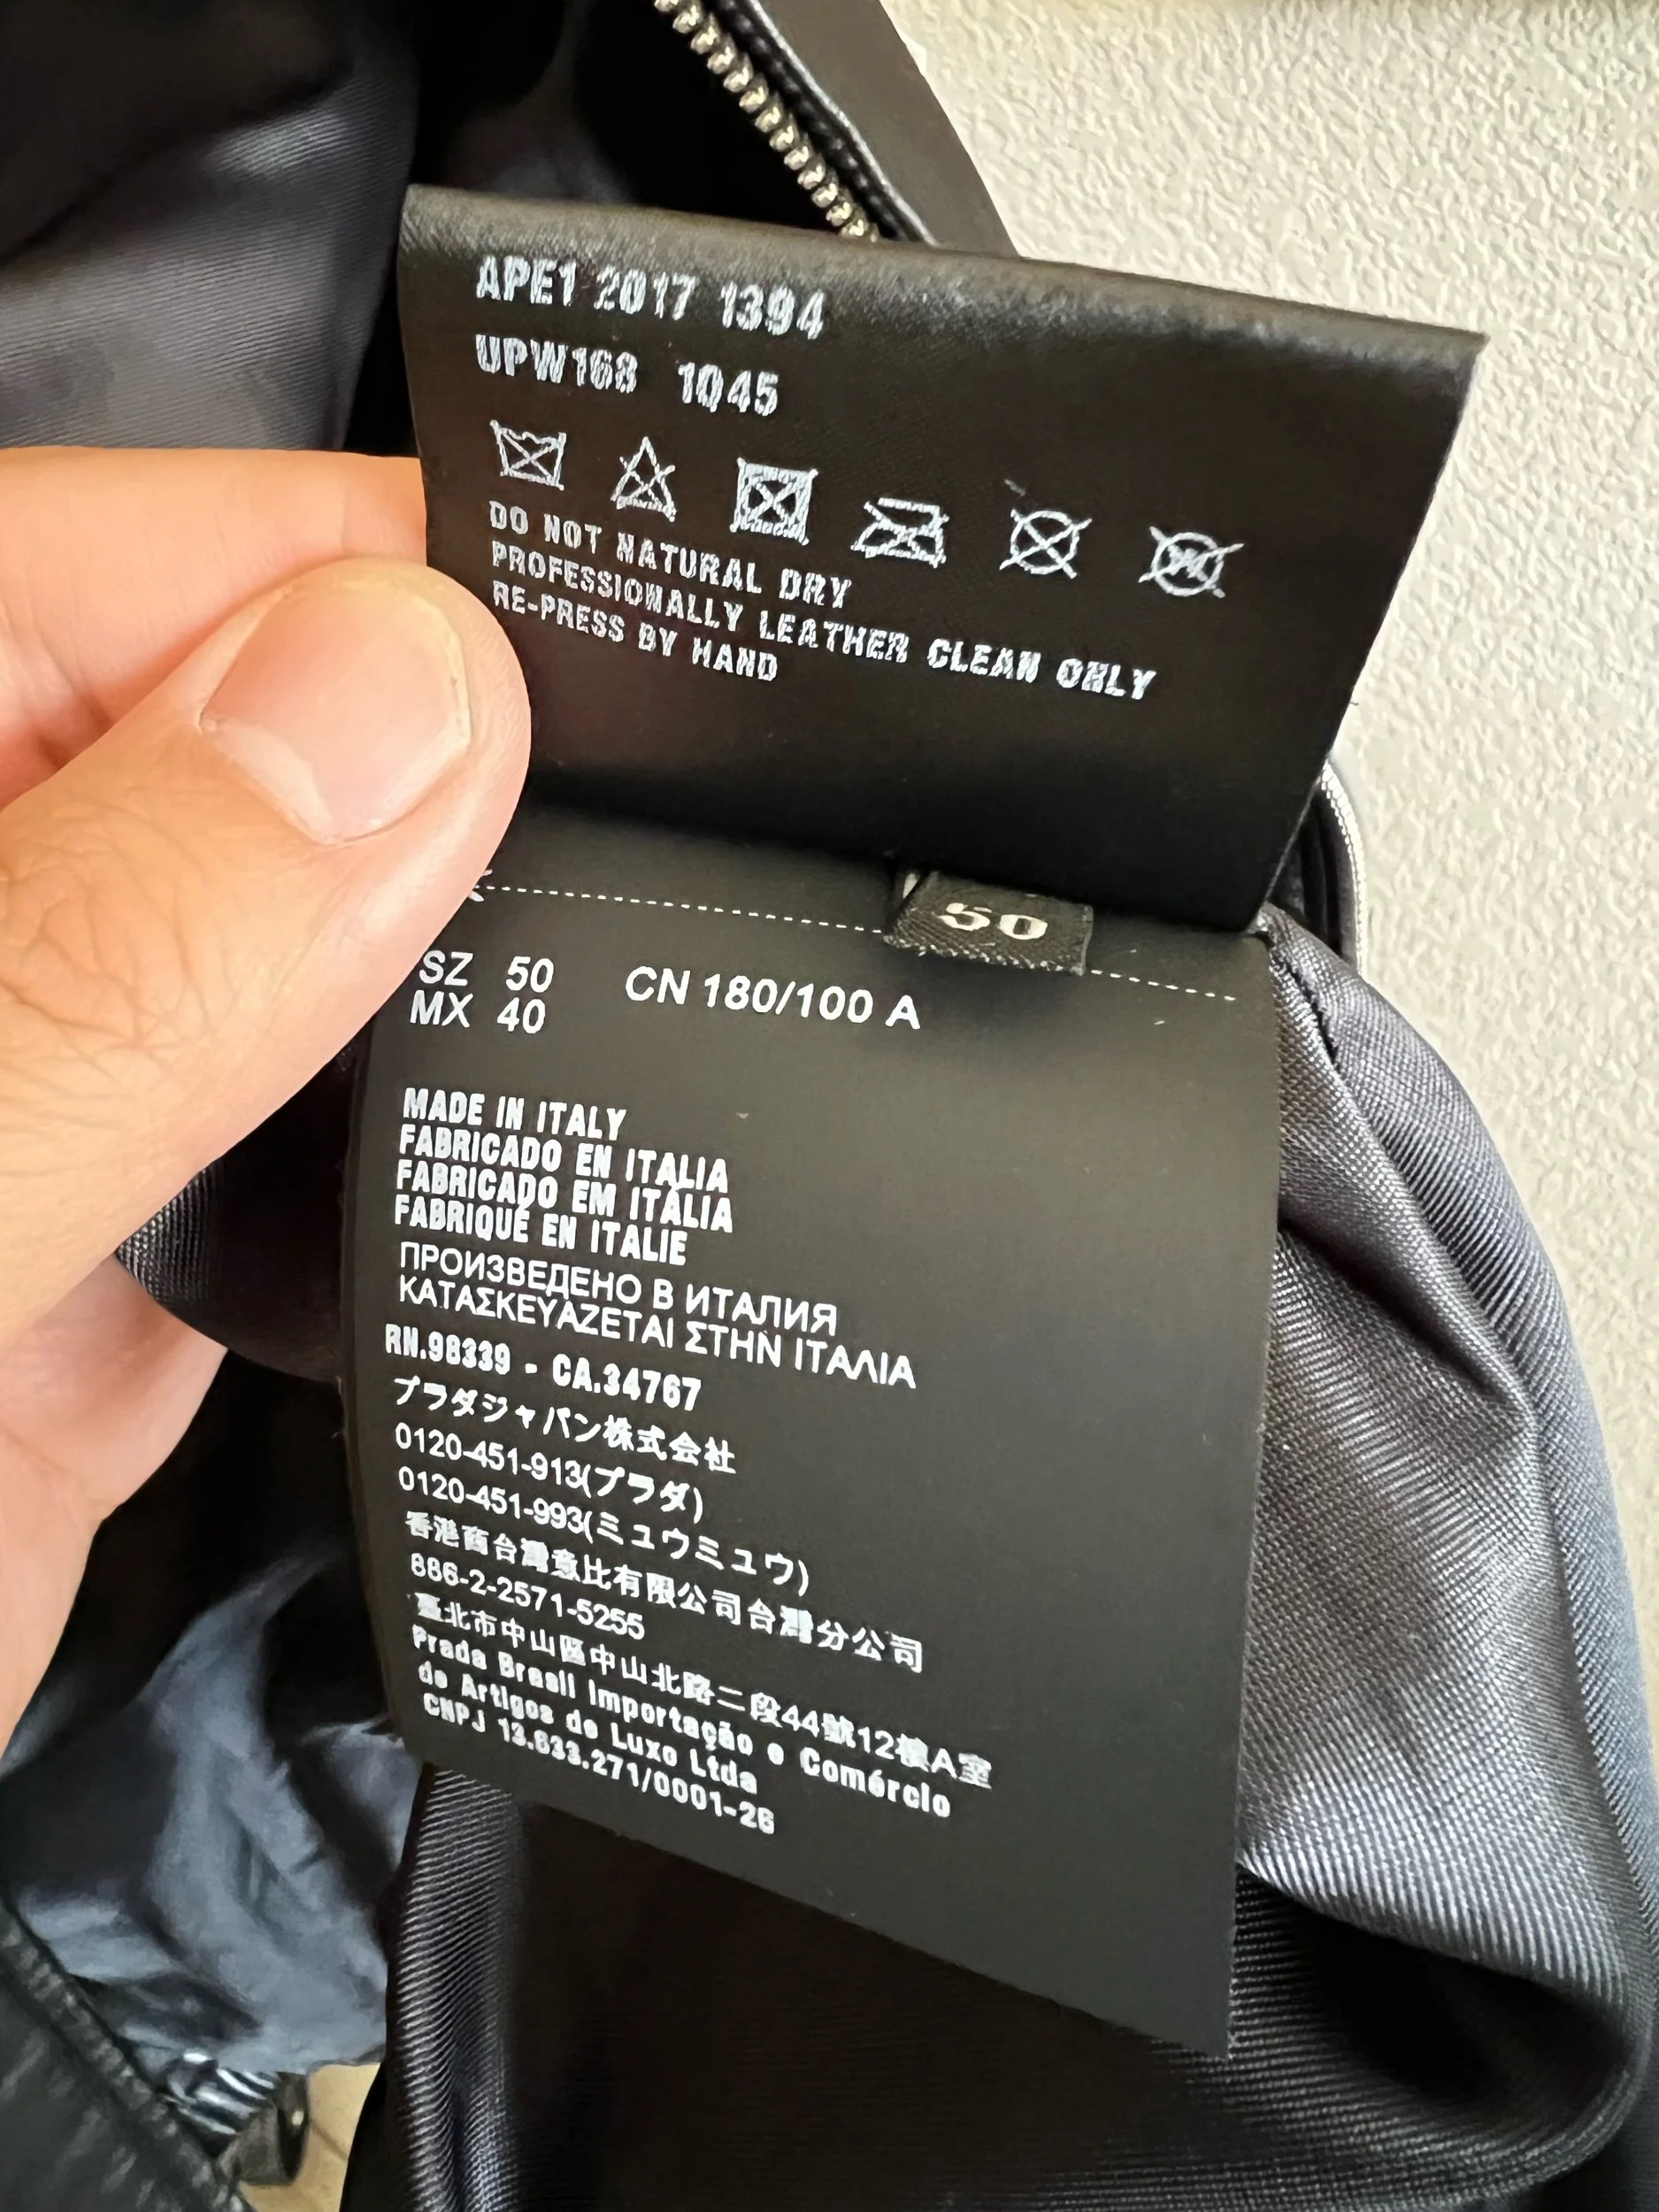 APE1 2017 1394
UPW168 1Q45
DO NOT NATURAL DRY
PROFESSIONALLY LEATHER CLEAN ONLY
RE-PRESS BY HAND
50
SZ 50 CN 180/100 A
MX 40
MADE IN ITALY
FABRICADO EN ITALIA
FABRICADO EM ITÁLIA
FABRIQUÉ EN ITALIE
ПРОИЗВЕДЕНО В ИТАЛИЯ
ΚΑΤΑΣΚΕΥΑΖΕΤΑΙ ΣΤΗΝ ΙΤΑΛΙΑ
RN.98339 - CA.34767
プラダジャパン株式会社
0120-451-913(プラダ)
0120-451-993(ミュウミュウ)
香港商台灣意比有限公司台灣分公司
886-2-2571-5255
臺北市中山區中山北路二段44號12樓A室
Prada Brasil Importação e Comércio
de Artigos de Luxo Ltda
CNPJ 13.633.271/0001-26